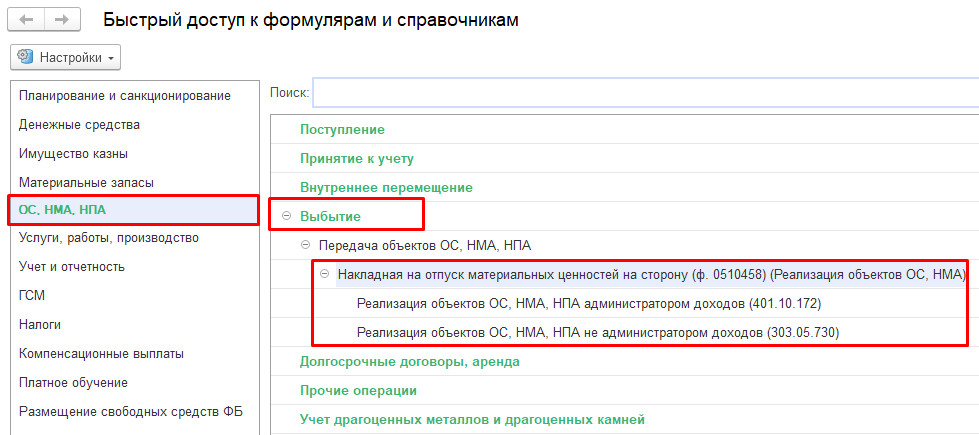 Быстрый доступ к формулярам и справочникам
Настройки
Планирование и санкционирование
Денежные средства
Имущество казны
Материальные запасы
ОС, НМА, НПА
Услуги, работы, производство
Учет и отчетность
ГСМ
Налоги
Компенсационные выплаты
Платное обучение
Размещение свободных средств ФБ
Поиск:
Поступление
Принятие к учету
Внутреннее перемещение
Выбытие
Передача объектов ОС, НМА, НПА
Накладная на отпуск материальных ценностей на сторону (ф. 0510458) (Реализация объектов ОС, НМА)
Реализация объектов ОС, НМА, НПА администратором доходов (401.10.172)
Реализация объектов ОС, НМА, НПА не администратором доходов (303.05.730)
Долгосрочные договоры, аренда
Прочие операции
Учет драгоценных металлов и драгоценных камней